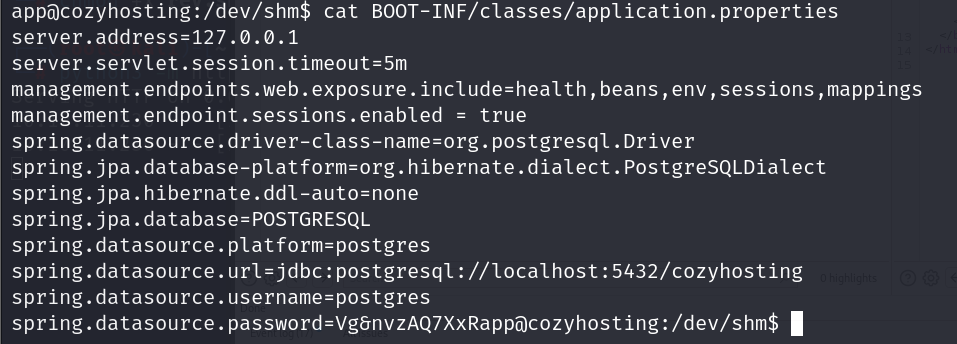 app@cozyhosting:/dev/shm$ cat BOOT-INF/classes/application.properties
server.address=127.0.0.1
server.servlet.session.timeout=5m
management.endpoints.web.exposure.include=health,beans,env,sessions,mappings
management.endpoint.sessions.enabled = true
spring.datasource.driver-class-name=org.postgresql.Driver
spring.jpa.database-platform=org.hibernate.dialect.PostgreSQLDialect
spring.jpa.hibernate.ddl-auto=none
spring.jpa.database=POSTGRESQL
spring.datasource.platform=postgres
spring.datasource.url=jdbc:postgresql://localhost:5432/cozyhosting
0 highlights
spring.datasource.username=postgres
spring.datasource.password=Vg&nvzAQ7XxRapp@cozyhosting:/dev/shm$